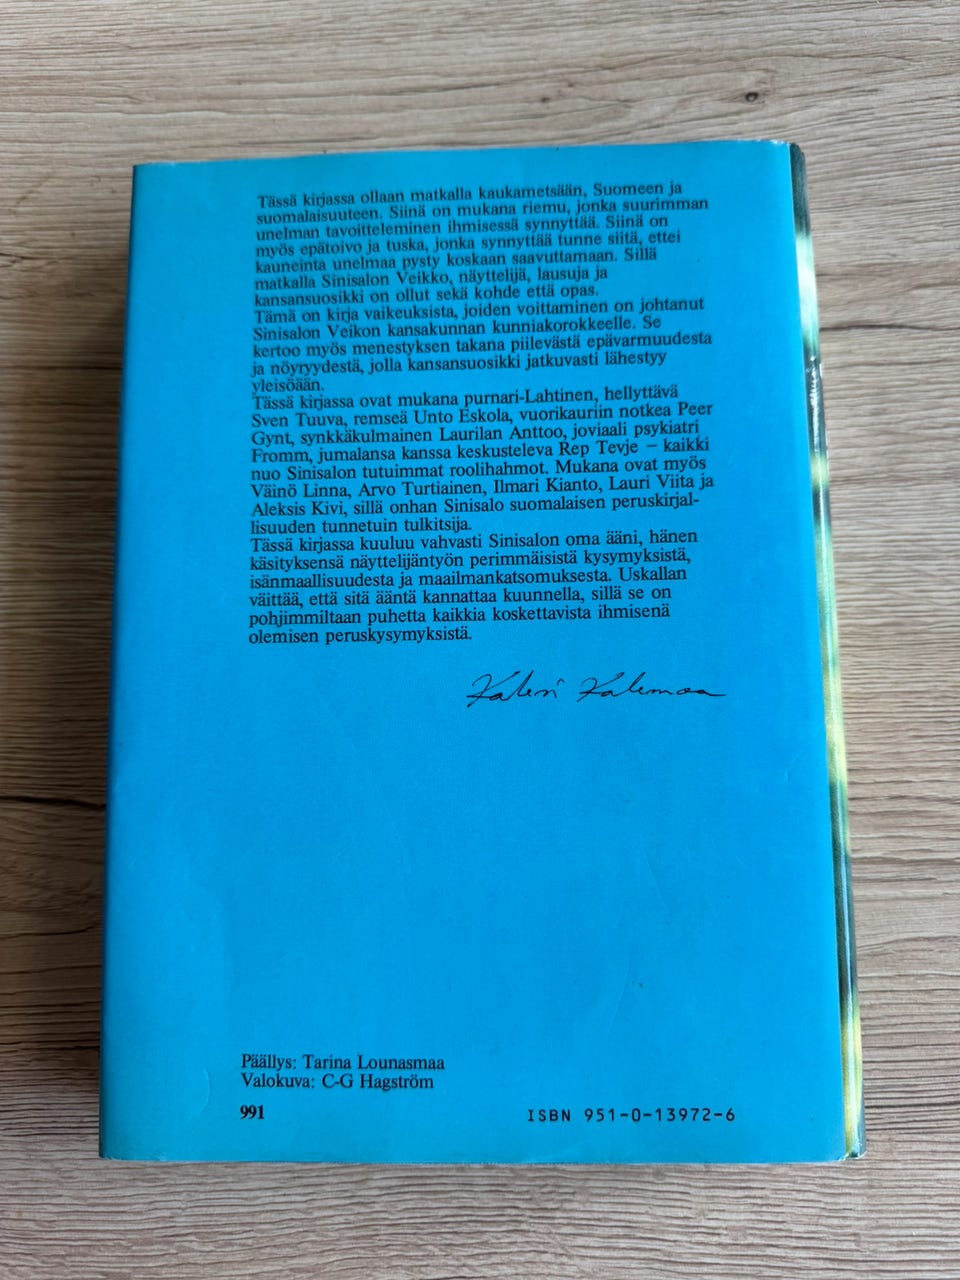 Tässä kirjassa ollaan matkalla kaukametsään, Suomeen ja
suomalaisuuteen. Siinä on mukana riemu, jonka suurimman
unelman tavoitteleminen ihmisessä synnyttää. Siinä on
myös epätoivo ja tuska, jonka synnyttää tunne siitä, ettei
kauneinta unelmaa pysty koskaan saavuttamaan. Sillä
matkalla Sinisalon Veikko, näyttelijä, lausuja ja
kansansuosikki on ollut sekä kohde että opas.
Tämä on kirja vaikeuksista, joiden voittaminen on johtanut
Sinisalon Veikon kansakunnan kunniakorokkeelle. Se
kertoo myös menestyksen takana piilevästä epävarmuudesta
ja nöyryydestä, jolla kansansuosikki jatkuvasti lähestyy
yleisöään.
Tässä kirjassa ovat mukana purnari-Lahtinen, hellyttävä
Sven Tuuva, remseä Unto Eskola, vuorikauriin notkea Peer
Gynt, synkkäkulmainen Laurilan Anttoo, joviaali psykiatri
Fromm, jumalansa kanssa keskusteleva Rep Tevje – kaikki
nuo Sinisalon tutuimmat roolihahmot. Mukana ovat myös
Väinö Linna, Arvo Turtiainen, Ilmari Kianto, Lauri Viita ja
Aleksis Kivi, sillä onhan Sinisalo suomalaisen peruskirjal-
lisuuden tunnetuin tulkitsija.
Tässä kirjassa kuuluu vahvasti Sinisalon oma ääni, hänen
käsityksensä näyttelijäntyön perimmäisistä kysymyksistä,
isänmaallisuudesta ja maailmankatsomuksesta. Uskallan
väittää, että sitä ääntä kannattaa kuunnella, sillä se on
pohjimmiltaan puhetta kaikkia koskettavista ihmisenä
olemisen peruskysymyksistä.
Kaleri Kalemaa
Päällys: Tarina Lounasmaa
Valokuva: C-G Hagström
991
ISBN 951-0-13972-6